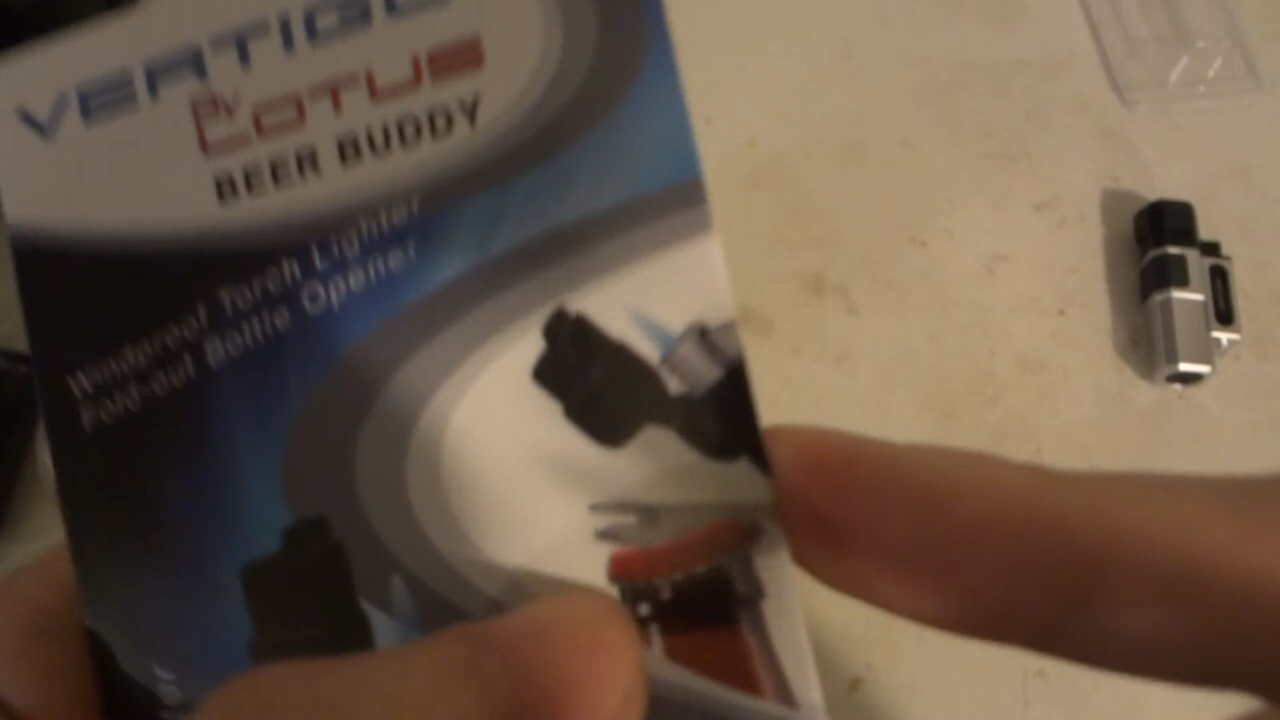 VERTIGO
By
LOTUS
BEER BUDDY
Windproof Torch Lighter
Fold-out Bottle Opener